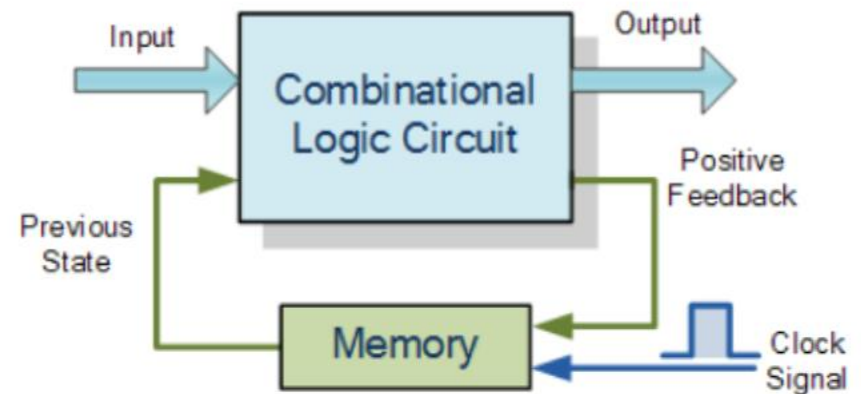 Input
Output
Combinational
Logic Circuit
Positive
Feedback
Previous
State
Memory
Clock
Signal